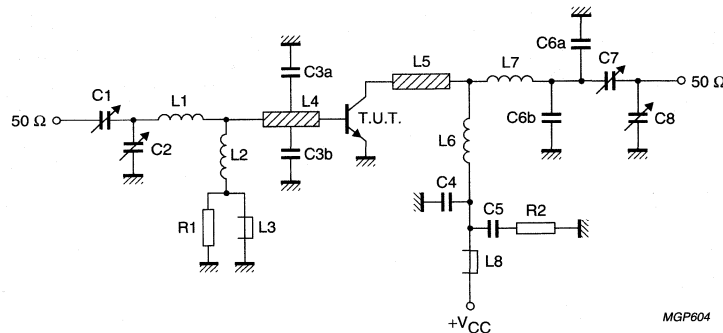 C6a
L5
L7
C7
50 Ω
C3a
C1
L1
L4
T.U.T.
50 Ω
C2
L2
C3b
L6
C6b
C8
C4
C5
R2
R1
L3
L8
+VCC
MGP604